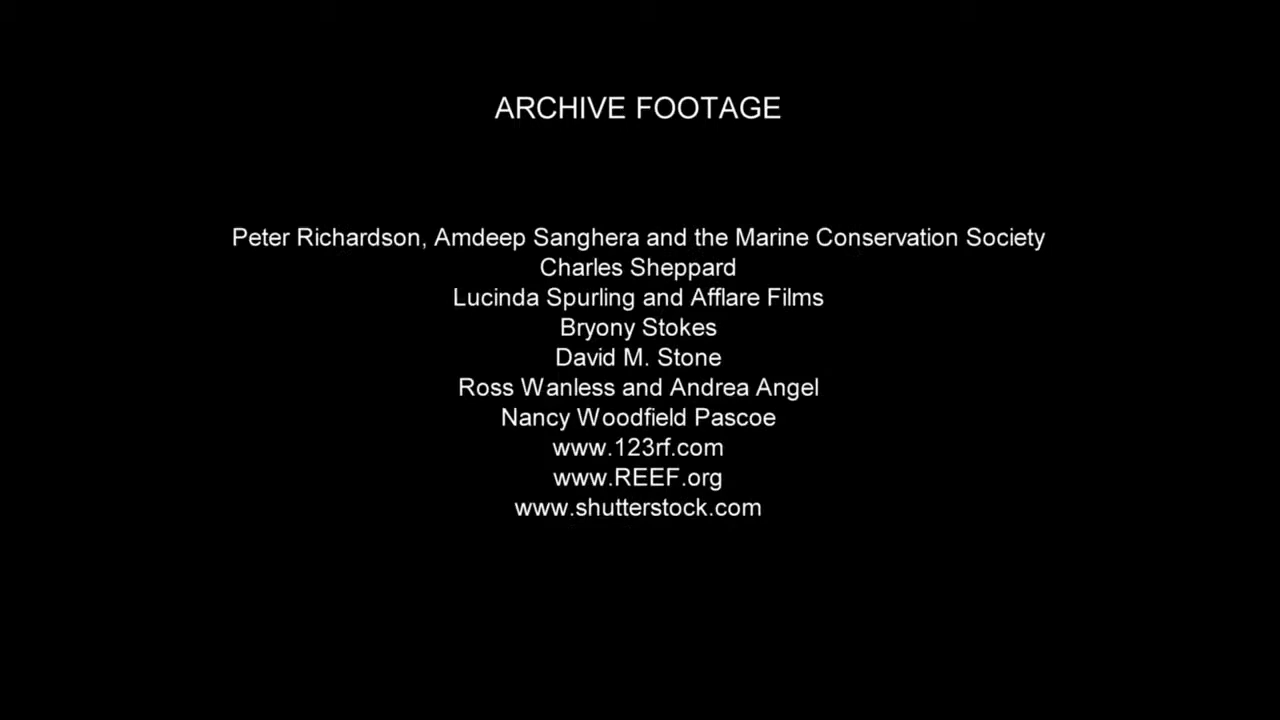 ARCHIVE FOOTAGE
Peter Richardson, Amdeep Sanghera and the Marine Conservation Society
Charles Sheppard
Lucinda Spurling and Afflare Films
Bryony Stokes
David M. Stone
Ross Wanless and Andrea Angel
Nancy Woodfield Pascoe
www.123rf.com
www.REEF.org
www.shutterstock.com